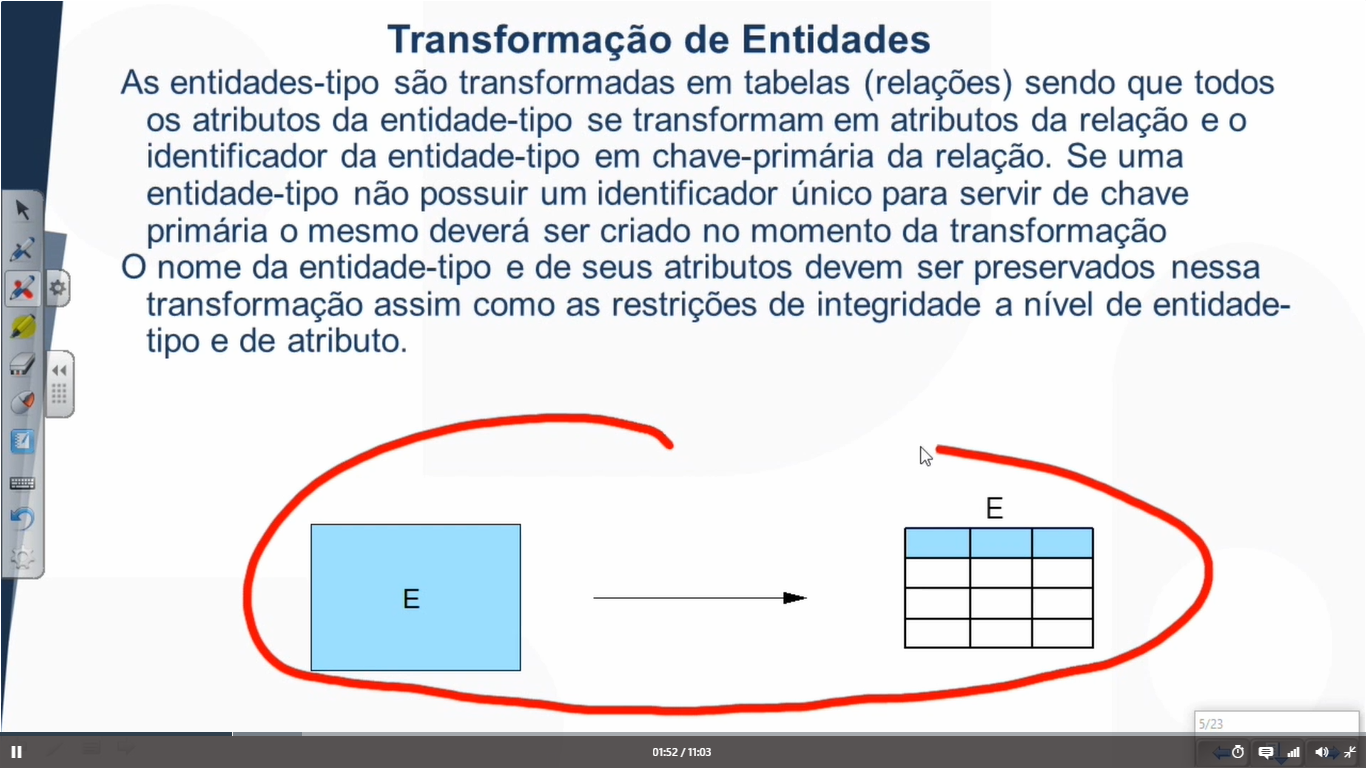 Transformação de Entidades
As entidades-tipo são transformadas em tabelas (relações) sendo que todos
os atributos da entidade-tipo se transformam em atributos da relação e o
identificador da entidade-tipo em chave-primária da relação. Se uma
entidade-tipo não possuir um identificador único para servir de chave
primária o mesmo deverá ser criado no momento da transformação
O nome da entidade-tipo e de seus atributos devem ser preservados nessa
transformação assim como as restrições de integridade a nível de entidade-
tipo e de atributo.
E
E
5/23
01:52 / 11:03